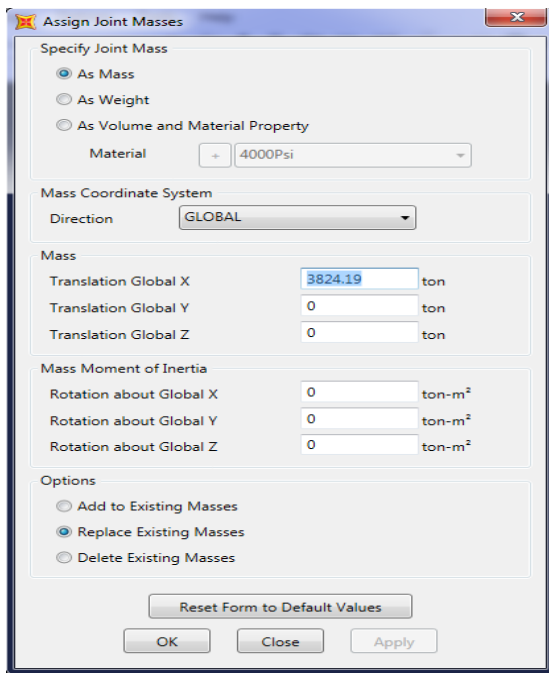 Assign Joint Masses
Specify Joint Mass
As Mass
As Weight
As Volume and Material Property
Material + 4000Psi
Mass Coordinate System
Direction GLOBAL
Mass
Translation Global X 3824.19 ton
Translation Global Y 0 ton
Translation Global Z 0 ton
Mass Moment of Inertia
Rotation about Global X 0 ton-m²
Rotation about Global Y 0 ton-m²
Rotation about Global Z 0 ton-m²
Options
Add to Existing Masses
Replace Existing Masses
Delete Existing Masses
Reset Form to Default Values
OK Close Apply